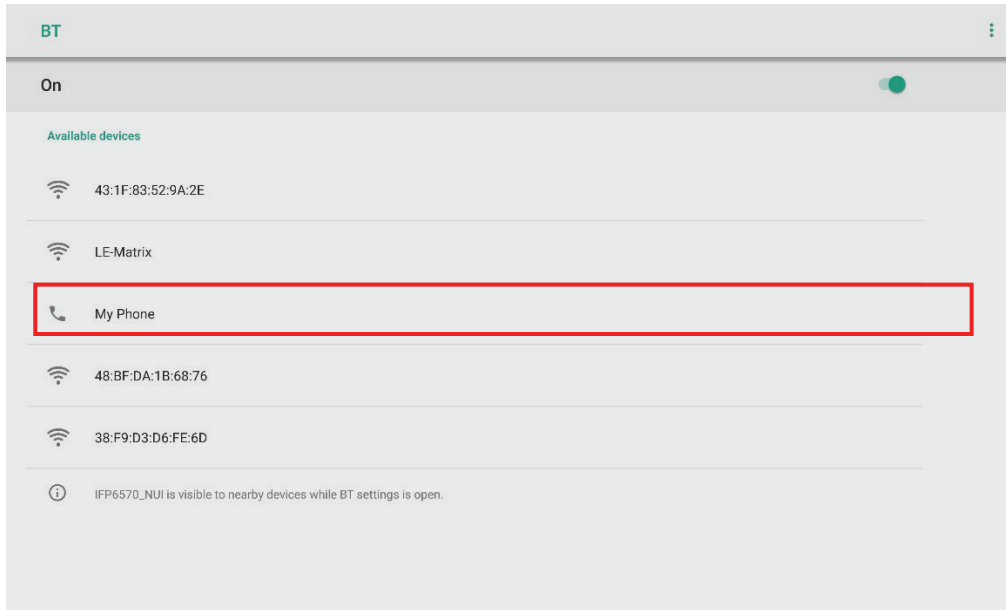 BT
On
Available devices
43:1F:83:52:9A:2E
LE-Matrix
My Phone
48:BF:DA:1B:68:76
38:F9:D3:D6:FE:6D
IFP6570_NUI is visible to nearby devices while BT settings is open.